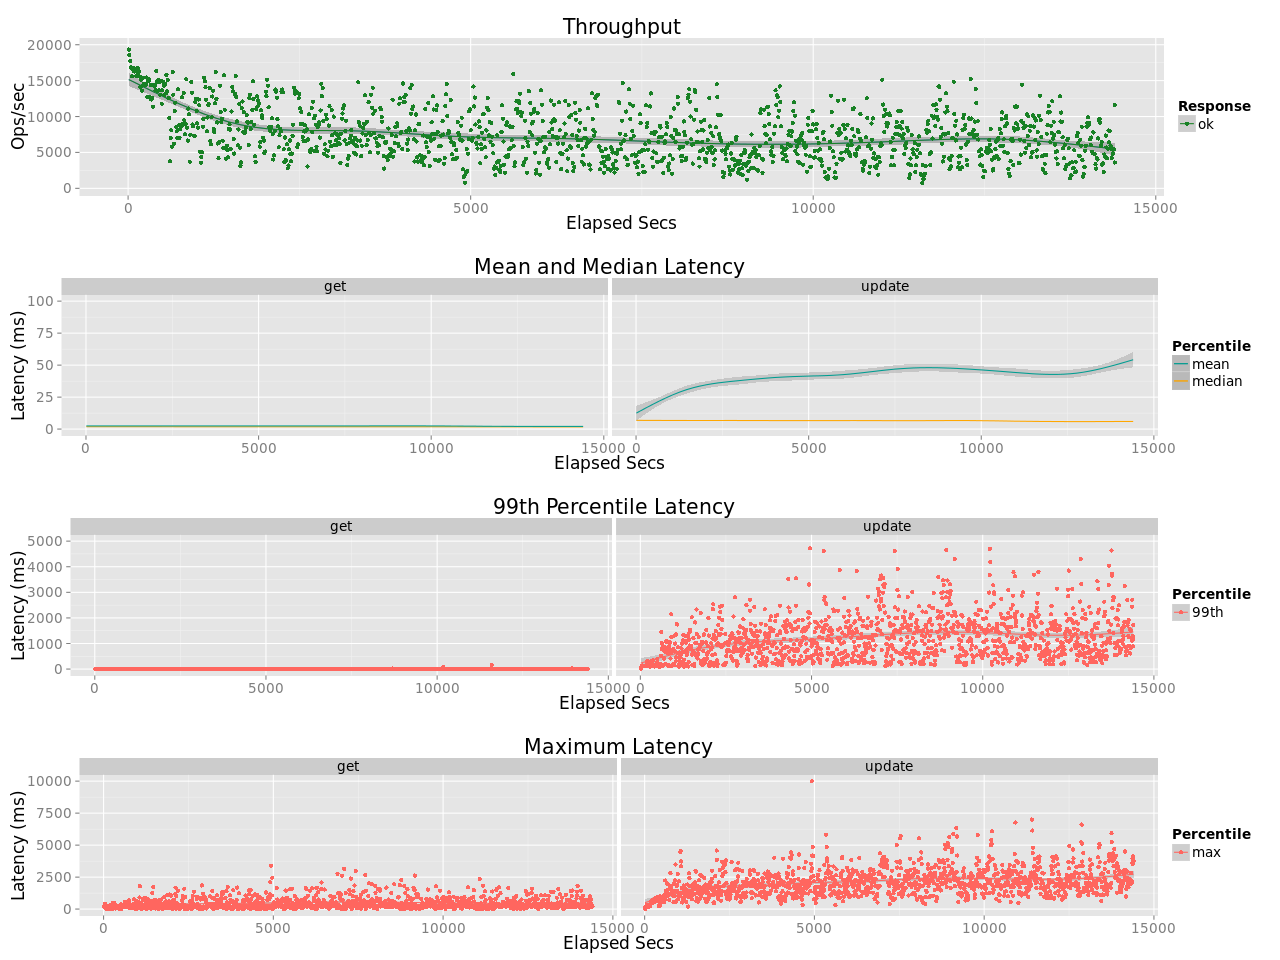 Throughput
20000
15000
10000
5000
0
Ops/sec
0 5000 10000 15000
Elapsed Secs
Response
ok
Mean and Median Latency
get update
100
75
50
25
0
Latency (ms)
0 5000 10000 15000 0 5000 10000 15000
Elapsed Secs
Percentile
mean
median
99th Percentile Latency
get update
5000
4000
3000
2000
1000
0
Latency (ms)
0 5000 10000 15000 0 5000 10000 15000
Elapsed Secs
Percentile
99th
Maximum Latency
get update
10000
7500
5000
2500
0
Latency (ms)
0 5000 10000 15000 0 5000 10000 15000
Elapsed Secs
Percentile
max